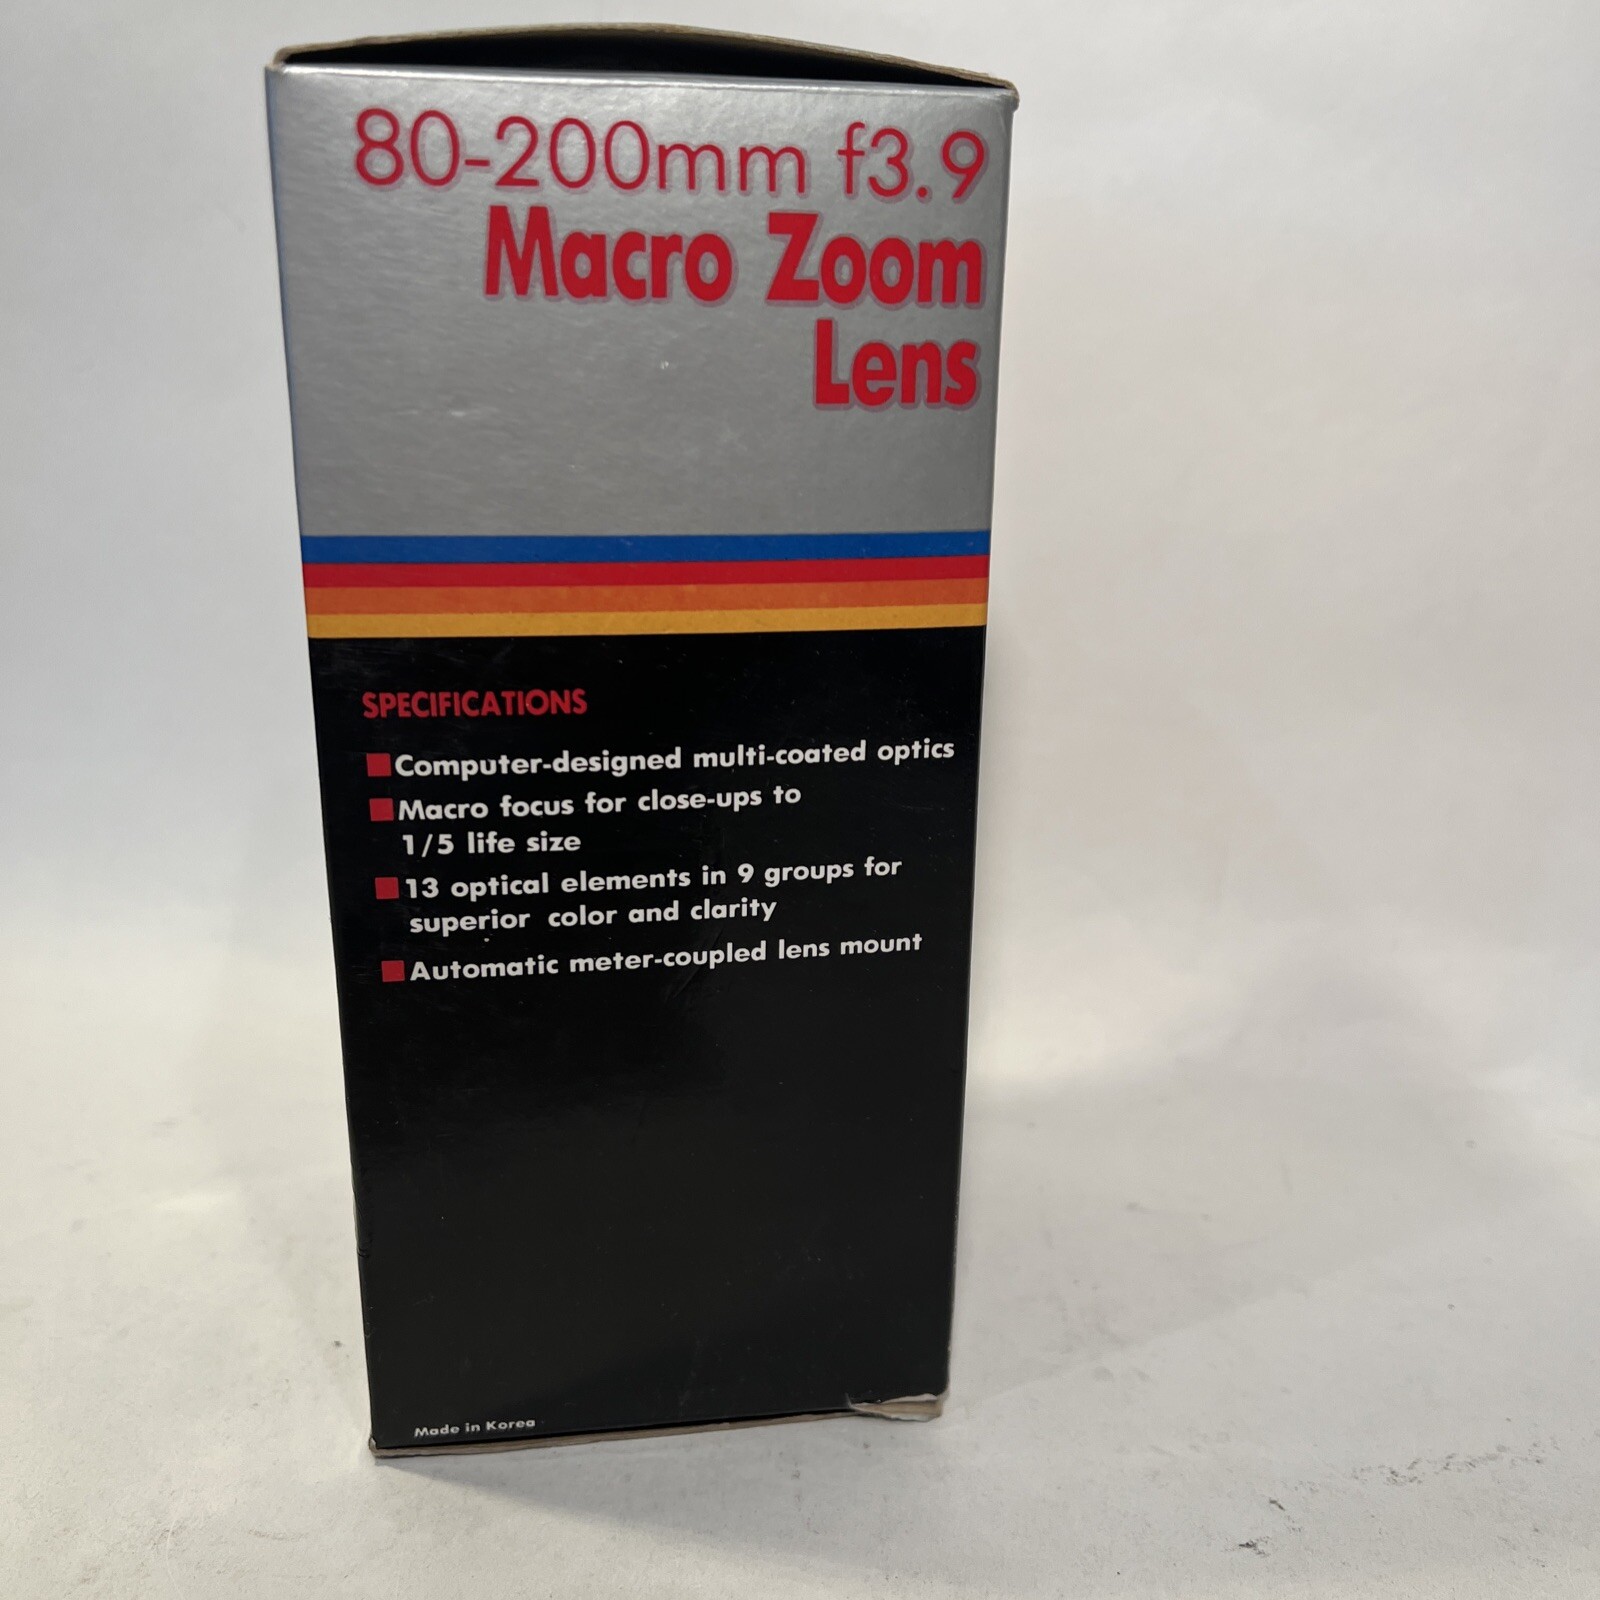 80-200mm f3.9
Macro Zoom
Lens
SPECIFICATIONS
Computer-designed multi-coated optics
Macro focus for close-ups to
1/5 life size
13 optical elements in 9 groups for
superior color and clarity
Automatic meter-coupled lens mount
Made in Korea